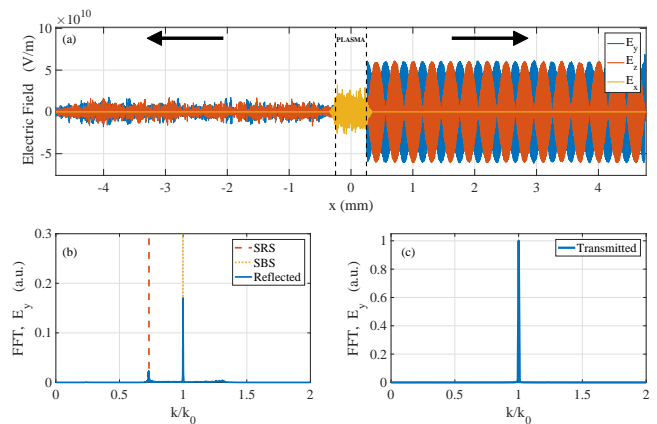 ×10^10
(a)
PLASMA
E_y
E_z
E_x
10
5
0
-5
Electric Field (V/m)
-4 -3 -2 -1 0 1 2 3 4
x (mm)
(b)
SRS
SBS
Reflected
0.3
0.2
0.1
0
FFT, E_y (a.u.)
0 0.5 1 1.5 2
k/k_0
(c)
Transmitted
1
0.8
0.6
0.4
0.2
0
FFT, E_y (a.u.)
0 0.5 1 1.5 2
k/k_0